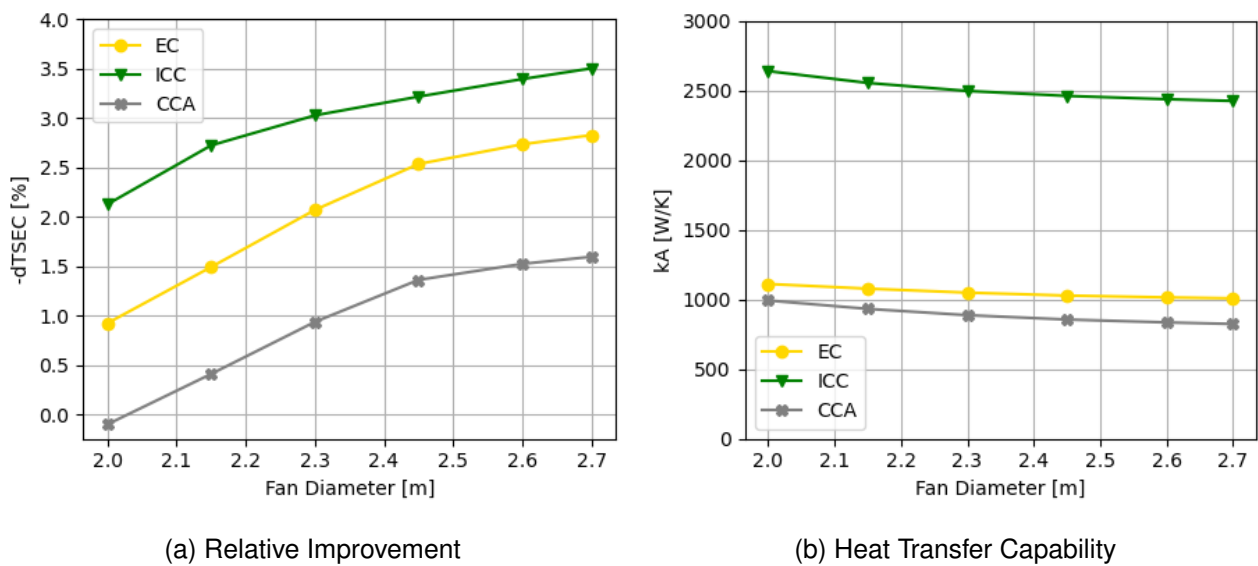 4.0
3.5
3.0
2.5
2.0
1.5
1.0
0.5
0.0
-dTSEC [%]
EC
ICC
CCA
2.0 2.1 2.2 2.3 2.4 2.5 2.6 2.7
Fan Diameter [m]
(a) Relative Improvement
3000
2500
2000
1500
1000
500
0
kA [W/K]
EC
ICC
CCA
2.0 2.1 2.2 2.3 2.4 2.5 2.6 2.7
Fan Diameter [m]
(b) Heat Transfer Capability